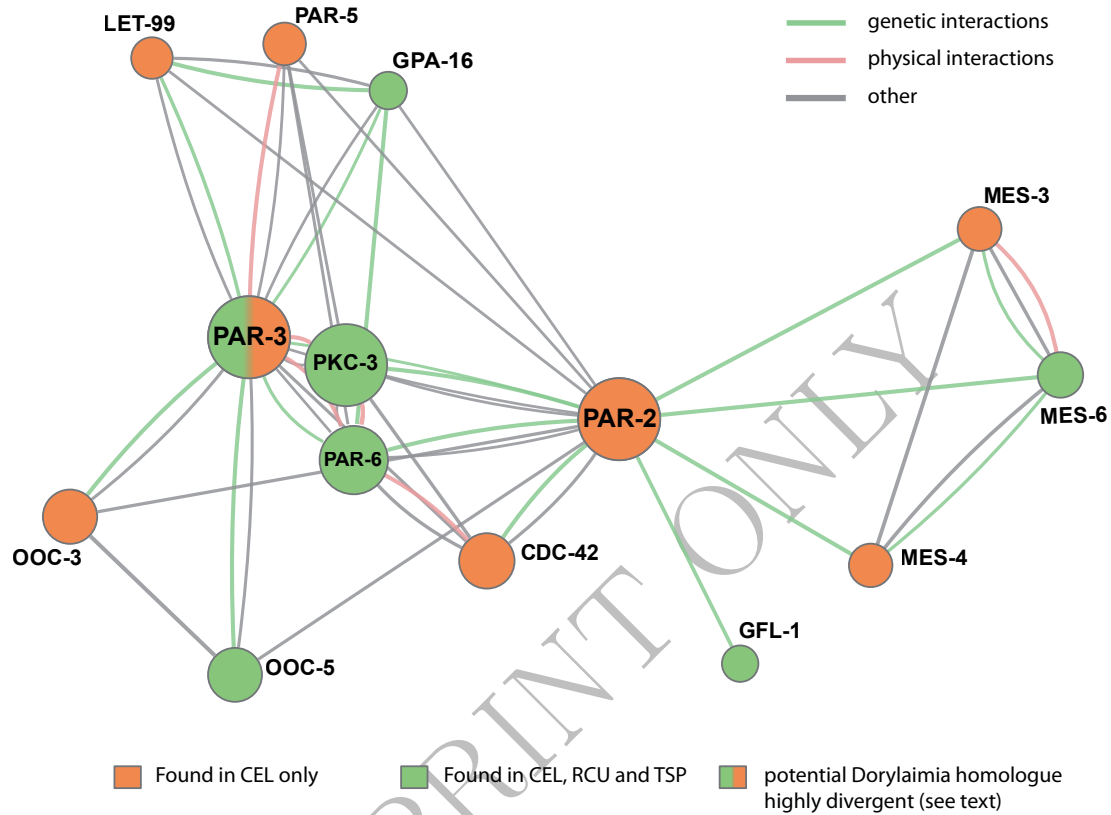 LET-99
PAR-5
GPA-16
genetic interactions
physical interactions
other
MES-3
PAR-3
PKC-3
PAR-2
MES-6
PAR-6
OOC-3
CDC-42
MES-4
GFL-1
OOC-5
PRINT ONLY
Found in CEL only
Found in CEL, RCU and TSP
potential Dorylaimia homologue
highly divergent (see text)